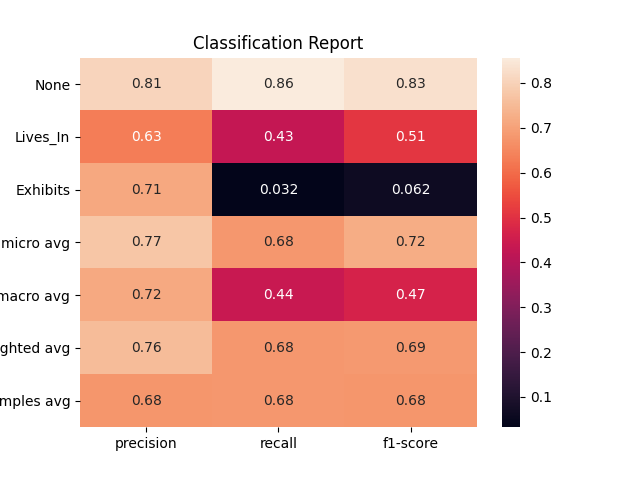 Classification Report
None 0.81 0.86 0.83
Lives_In 0.63 0.43 0.51
Exhibits 0.71 0.032 0.062
micro avg 0.77 0.68 0.72
macro avg 0.72 0.44 0.47
ghted avg 0.76 0.68 0.69
mples avg 0.68 0.68 0.68
precision recall f1-score
0.8
0.7
0.6
0.5
0.4
0.3
0.2
0.1